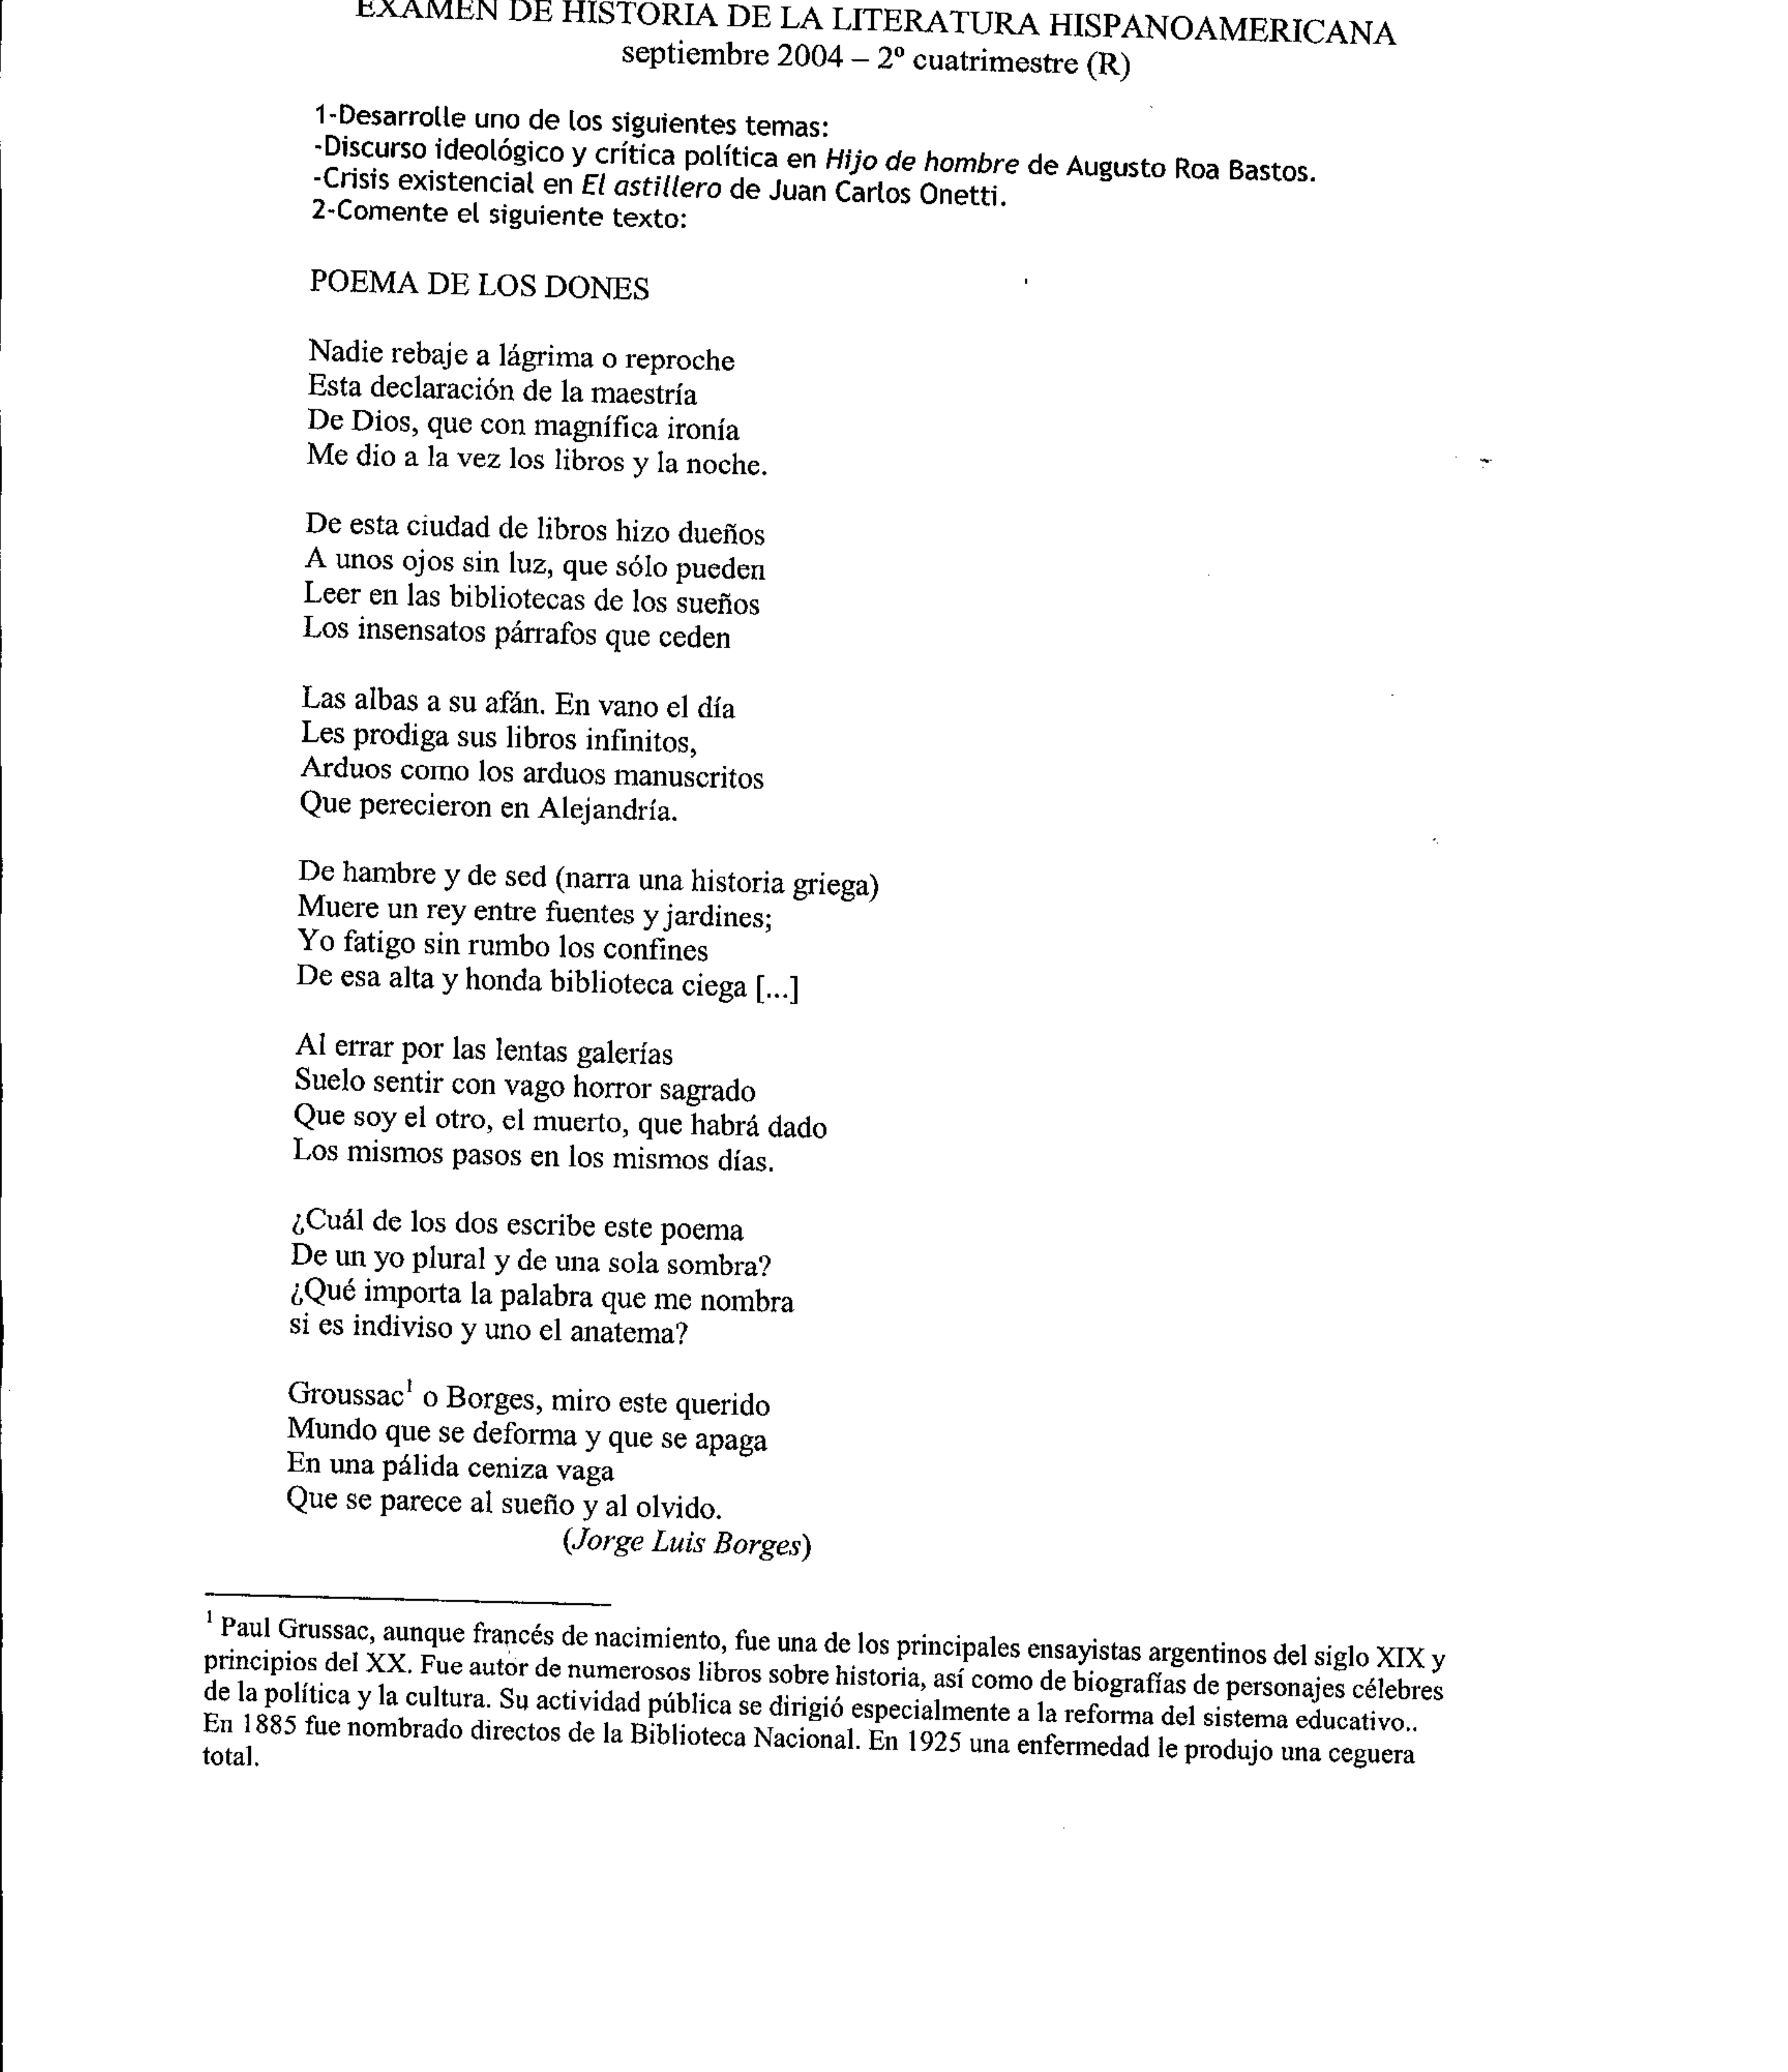 EXAMEN DE HISTORIA DE LA LITERATURA HISPANOAMERICANA
septiembre 2004 – 2º cuatrimestre (R)
1-Desarrolle uno de los siguientes temas:
-Discurso ideológico y crítica política en Hijo de hombre de Augusto Roa Bastos.
-Crisis existencial en El astillero de Juan Carlos Onetti.
2-Comente el siguiente texto:
POEMA DE LOS DONES
Nadie rebaje a lágrima o reproche
Esta declaración de la maestría
De Dios, que con magnífica ironía
Me dio a la vez los libros y la noche.
De esta ciudad de libros hizo dueños
A unos ojos sin luz, que sólo pueden
Leer en las bibliotecas de los sueños
Los insensatos párrafos que ceden
Las albas a su afán. En vano el día
Les prodiga sus libros infinitos,
Arduos como los arduos manuscritos
Que perecieron en Alejandría.
De hambre y de sed (narra una historia griega)
Muere un rey entre fuentes y jardines;
Yo fatigo sin rumbo los confines
De esa alta y honda biblioteca ciega [...]
Al errar por las lentas galerías
Suelo sentir con vago horror sagrado
Que soy el otro, el muerto, que habrá dado
Los mismos pasos en los mismos días.
¿Cuál de los dos escribe este poema
De un yo plural y de una sola sombra?
¿Qué importa la palabra que me nombra
si es indiviso y uno el anatema?
Groussac¹ o Borges, miro este querido
Mundo que se deforma y que se apaga
En una pálida ceniza vaga
Que se parece al sueño y al olvido.
(Jorge Luis Borges)
¹ Paul Grussac, aunque francés de nacimiento, fue una de los principales ensayistas argentinos del siglo XIX y
principios del XX. Fue autor de numerosos libros sobre historia, así como de biografías de personajes célebres
de la política y la cultura. Su actividad pública se dirigió especialmente a la reforma del sistema educativo..
En 1885 fue nombrado directos de la Biblioteca Nacional. En 1925 una enfermedad le produjo una ceguera
total.